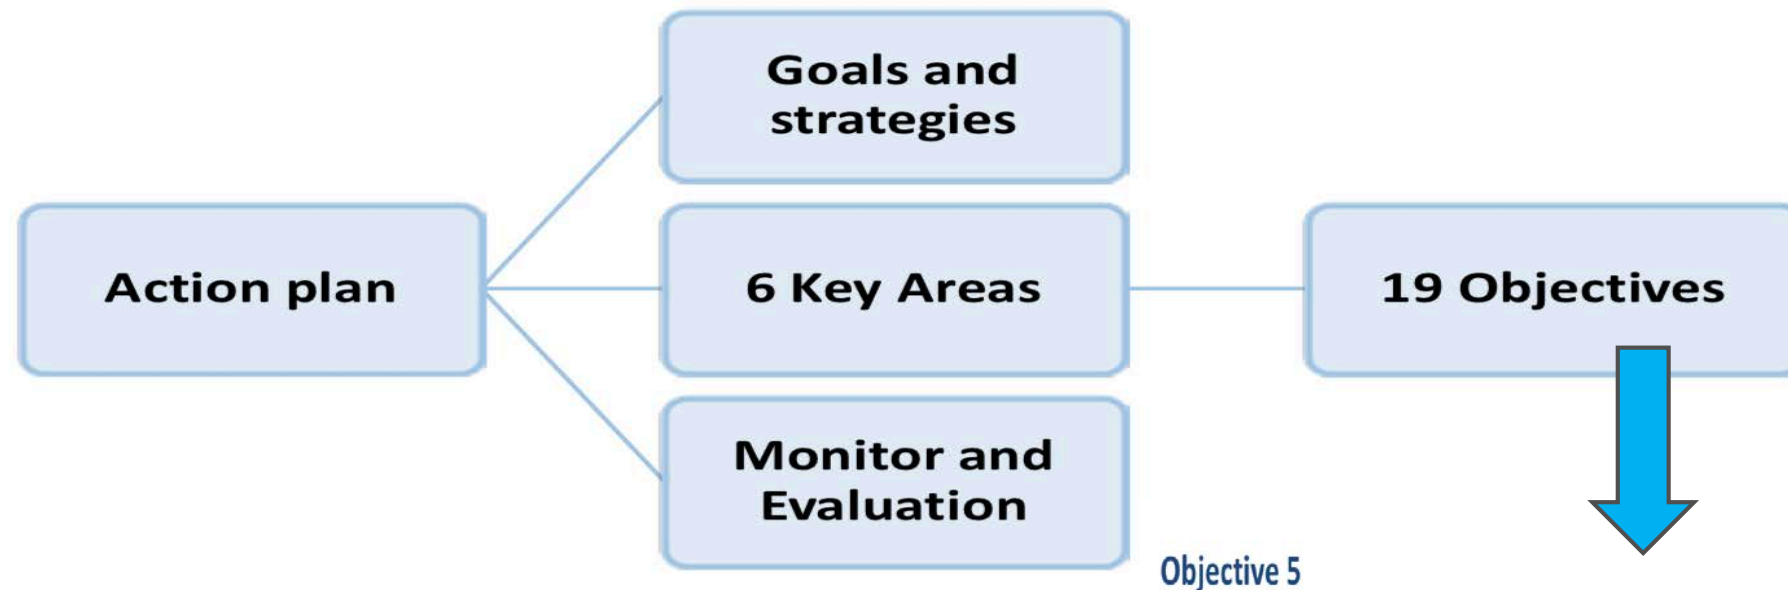 Goals and
strategies
Action plan
6 Key Areas
19 Objectives
Monitor and
Evaluation
Objective 5